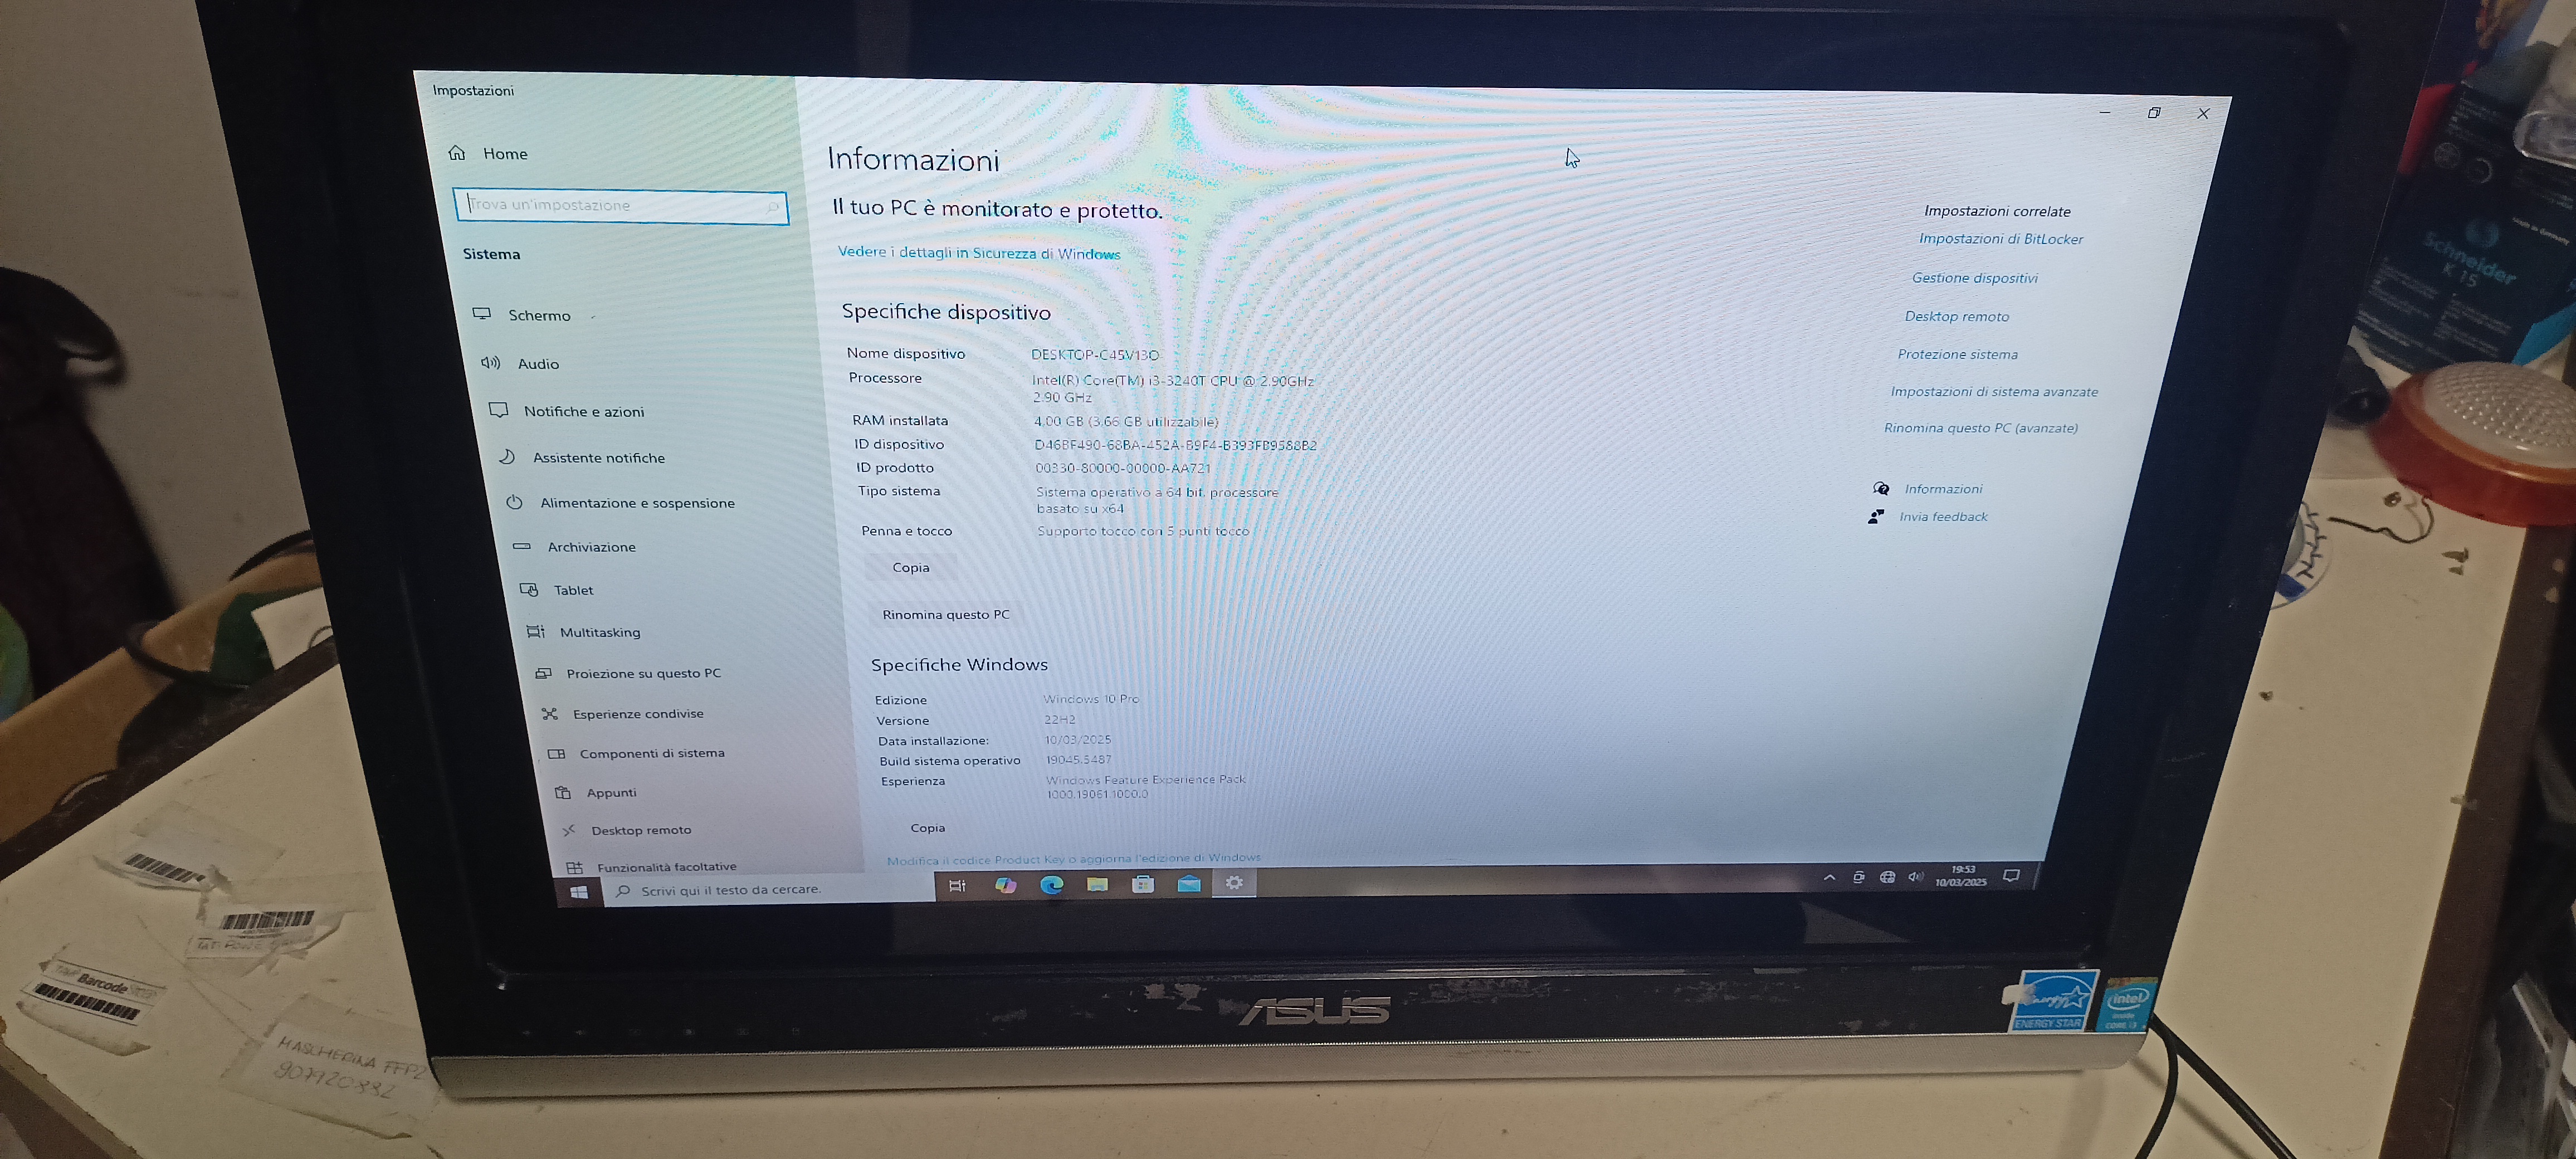 Impostazioni
Home
Trova un'impostazione
Sistema
Schermo
Audio
Notifiche e azioni
Assistente notifiche
Alimentazione e sospensione
Archiviazione
Tablet
Multitasking
Proiezione su questo PC
Esperienze condivise
Componenti di sistema
Appunti
Desktop remoto
Funzionalità facoltative
Informazioni
Il tuo PC è monitorato e protetto.
Vedere i dettagli in Sicurezza di Windows
Specifiche dispositivo
Nome dispositivo DESKTOP-C45V13O
Processore Intel(R) Core(TM) i3-3240T CPU @ 2.90GHz
2.90 GHz
RAM installata 4,00 GB (3,66 GB utilizzabile)
ID dispositivo D46BF490-68BA-452A-B9F4-B393FB9588B2
ID prodotto 00330-80000-00000-AA721
Tipo sistema Sistema operativo a 64 bit, processore
basato su x64
Penna e tocco Supporto tocco con 5 punti tocco
Copia
Rinomina questo PC
Specifiche Windows
Edizione Windows 10 Pro
Versione 22H2
Data installazione: 10/03/2025
Build sistema operativo 19045.5487
Esperienza Windows Feature Experience Pack
1000.19061.1000.0
Copia
Modifica il codice Product Key o aggiorna l'edizione di Windows
Impostazioni correlate
Impostazioni di BitLocker
Gestione dispositivi
Desktop remoto
Protezione sistema
Impostazioni di sistema avanzate
Rinomina questo PC (avanzate)
Informazioni
Invia feedback
Scrivi qui il testo da cercare.
19:53
10/03/2025
ASUS
ENERGY STAR
intel
inside
CORE i3
Schneider
K 15
Barcode
MASCHERINA FFP2
907920882